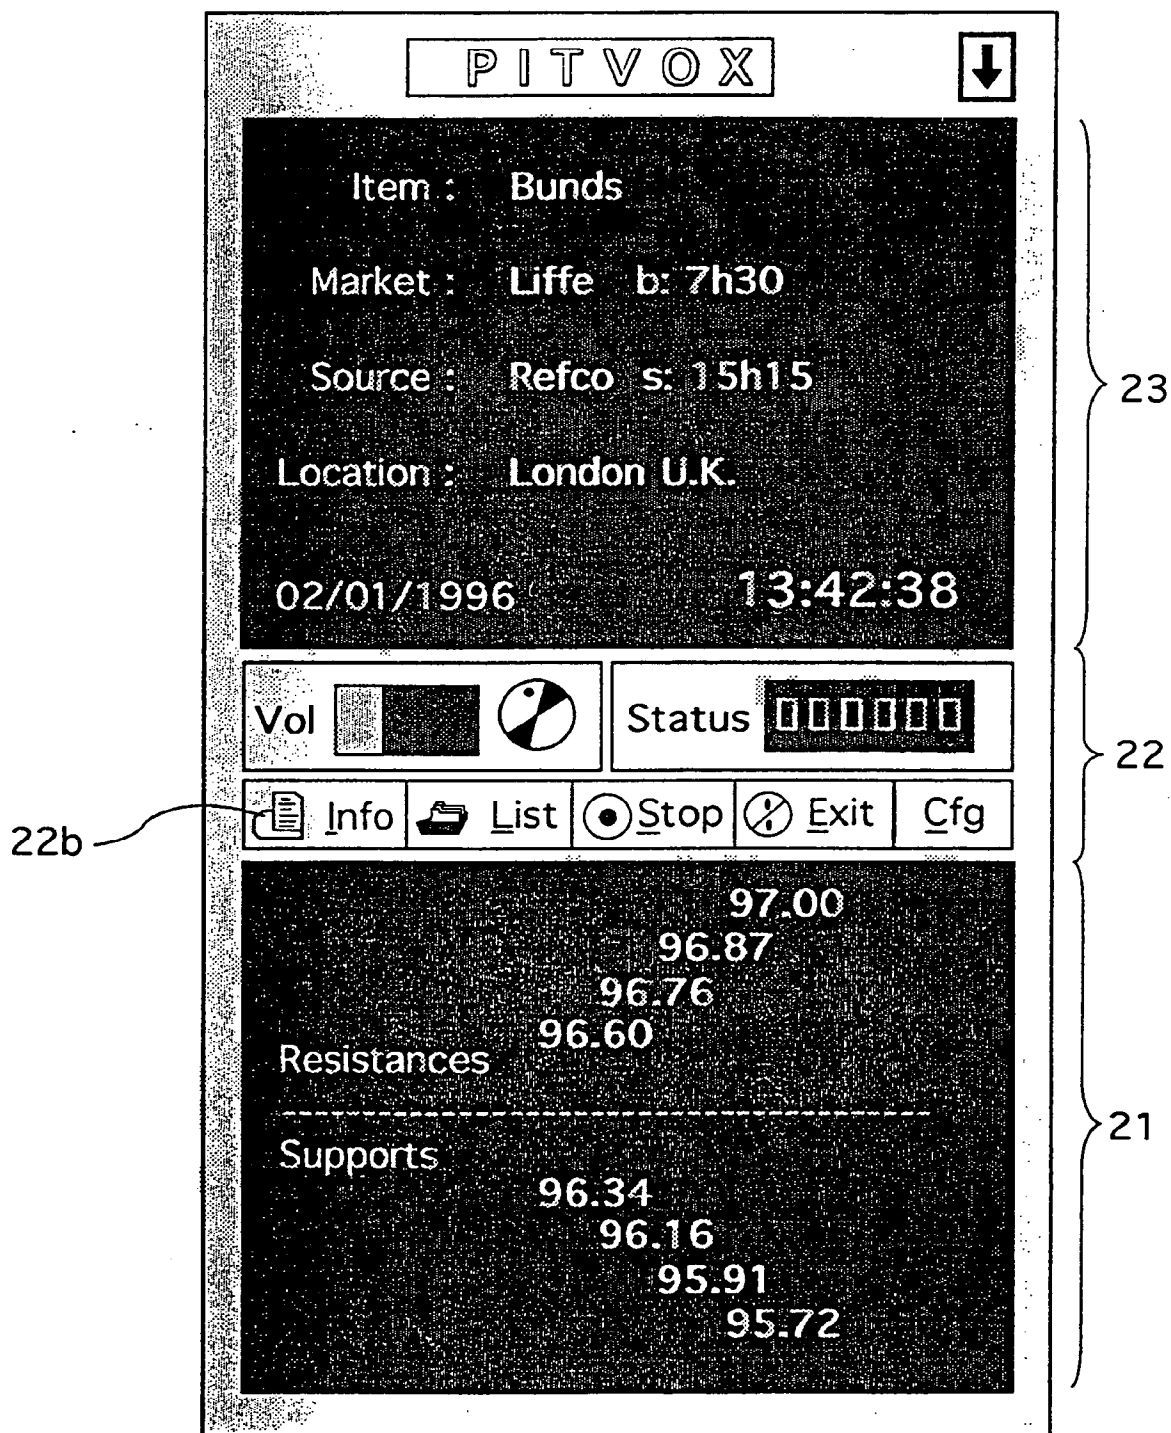 PITVOX
Item : Bunds
Market : Liffe b: 7h30
Source : Refco s: 15h15
Location : London U.K.
02/01/1996 13:42:38
23
Vol Status 000000
22
Info List Stop Exit Cfg
22b
97.00
96.87
96.76
96.60
Resistances
21
Supports
96.34
96.16
95.91
95.72